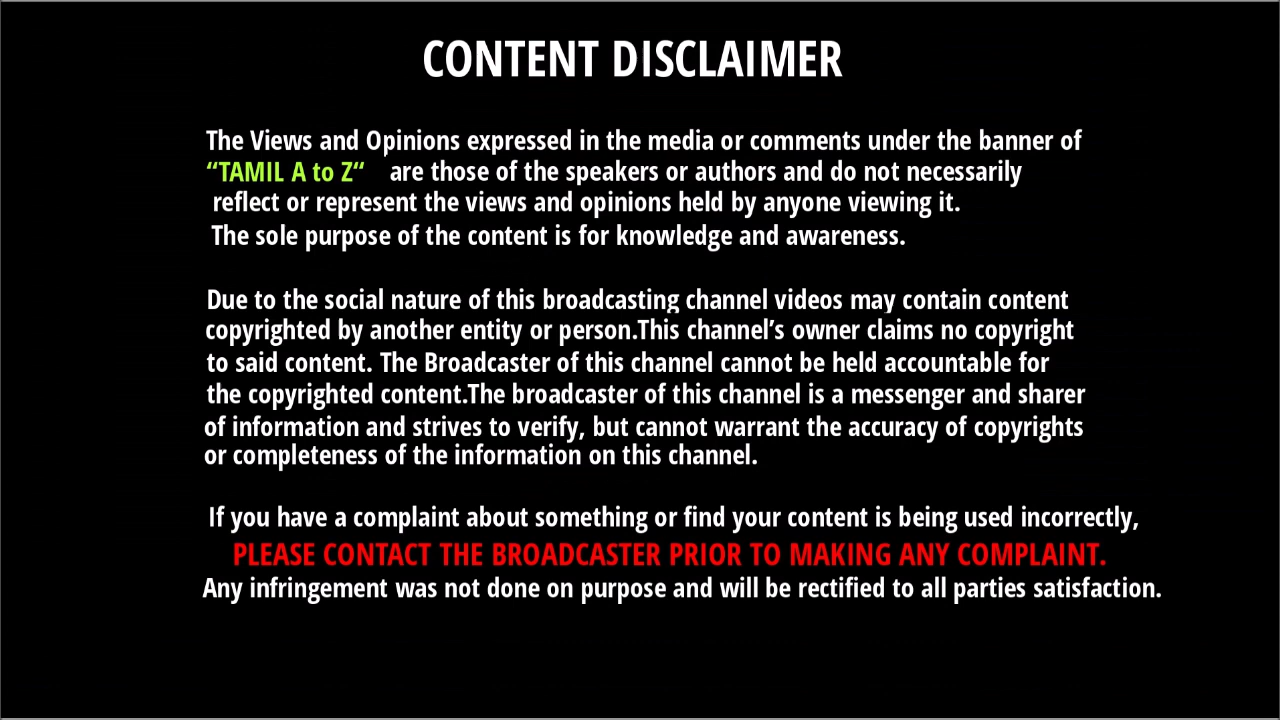 CONTENT DISCLAIMER
The Views and Opinions expressed in the media or comments under the banner of
“TAMIL A to Z“ are those of the speakers or authors and do not necessarily
reflect or represent the views and opinions held by anyone viewing it.
The sole purpose of the content is for knowledge and awareness.
Due to the social nature of this broadcasting channel videos may contain content
copyrighted by another entity or person.This channel’s owner claims no copyright
to said content. The Broadcaster of this channel cannot be held accountable for
the copyrighted content.The broadcaster of this channel is a messenger and sharer
of information and strives to verify, but cannot warrant the accuracy of copyrights
or completeness of the information on this channel.
If you have a complaint about something or find your content is being used incorrectly,
PLEASE CONTACT THE BROADCASTER PRIOR TO MAKING ANY COMPLAINT.
Any infringement was not done on purpose and will be rectified to all parties satisfaction.